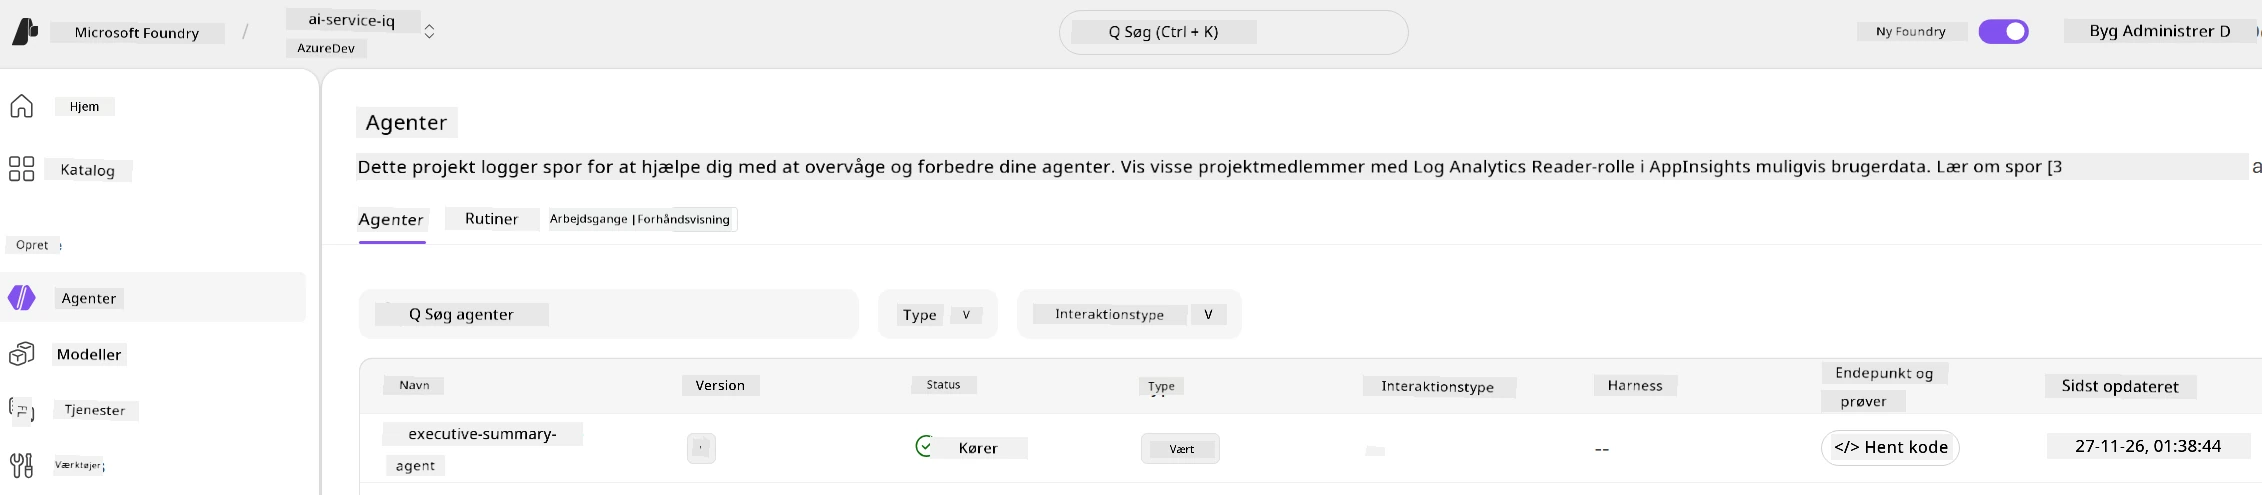 Microsoft Foundry / ai-service-iq
AzureDev
Q Søg (Ctrl + K)
Ny Foundry
Byg Administrer D
Hjem
Katalog
Opret
Agenter
Modeller
Tjenester
Værktøjer
Agenter
Dette projekt logger spor for at hjælpe dig med at overvåge og forbedre dine agenter. Vis visse projektmedlemmer med Log Analytics Reader-rolle i AppInsights muligvis brugerdata. Lær om spor [3
Agenter Rutiner Arbejdsgange |Forhåndsvisning
Q Søg agenter Type V Interaktionstype V
Navn Version Status Type Interaktionstype Harness Endepunkt og prøver Sidst opdateret
executive-summary-agent Kører Vært -- </> Hent kode 27-11-26, 01:38:44